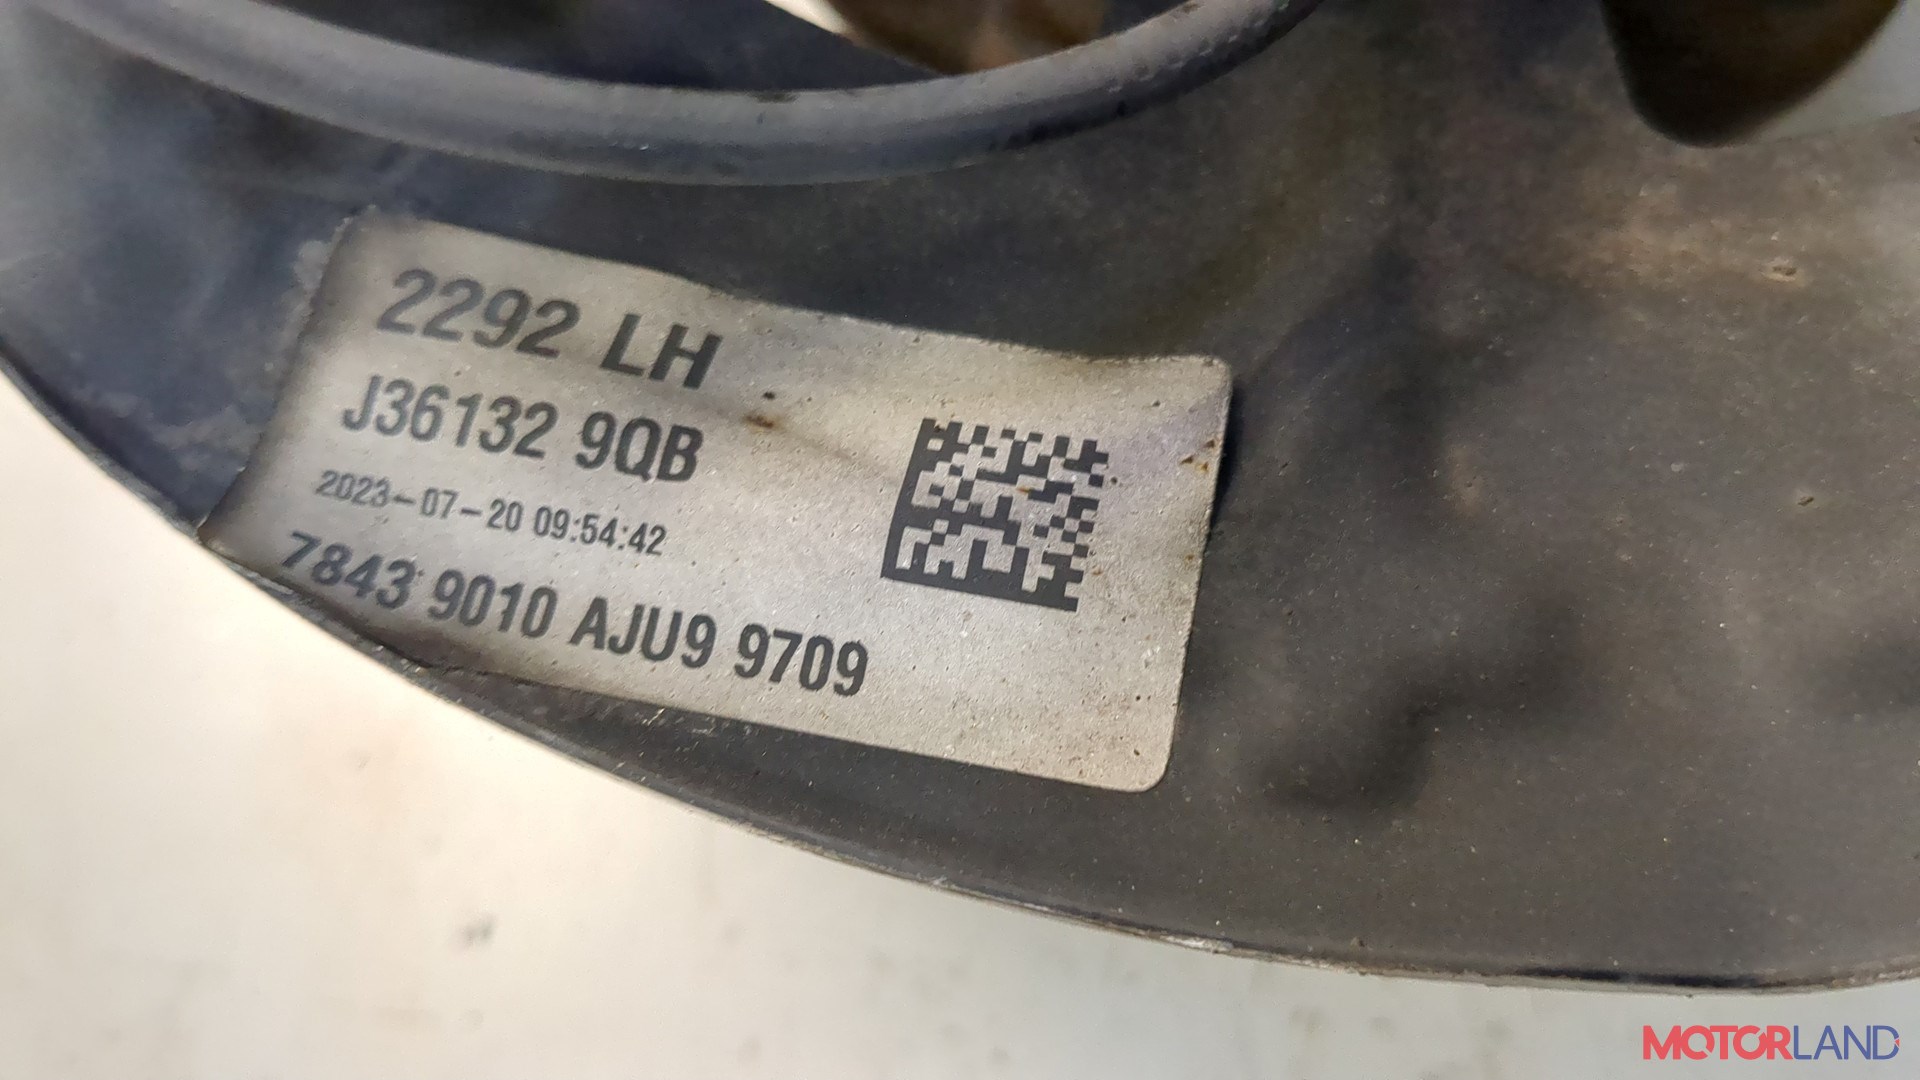 2292 LH
J36132 9QB
2023-07-20 09:54:42
7843 9010 AJU9 9709
MOTORLAND